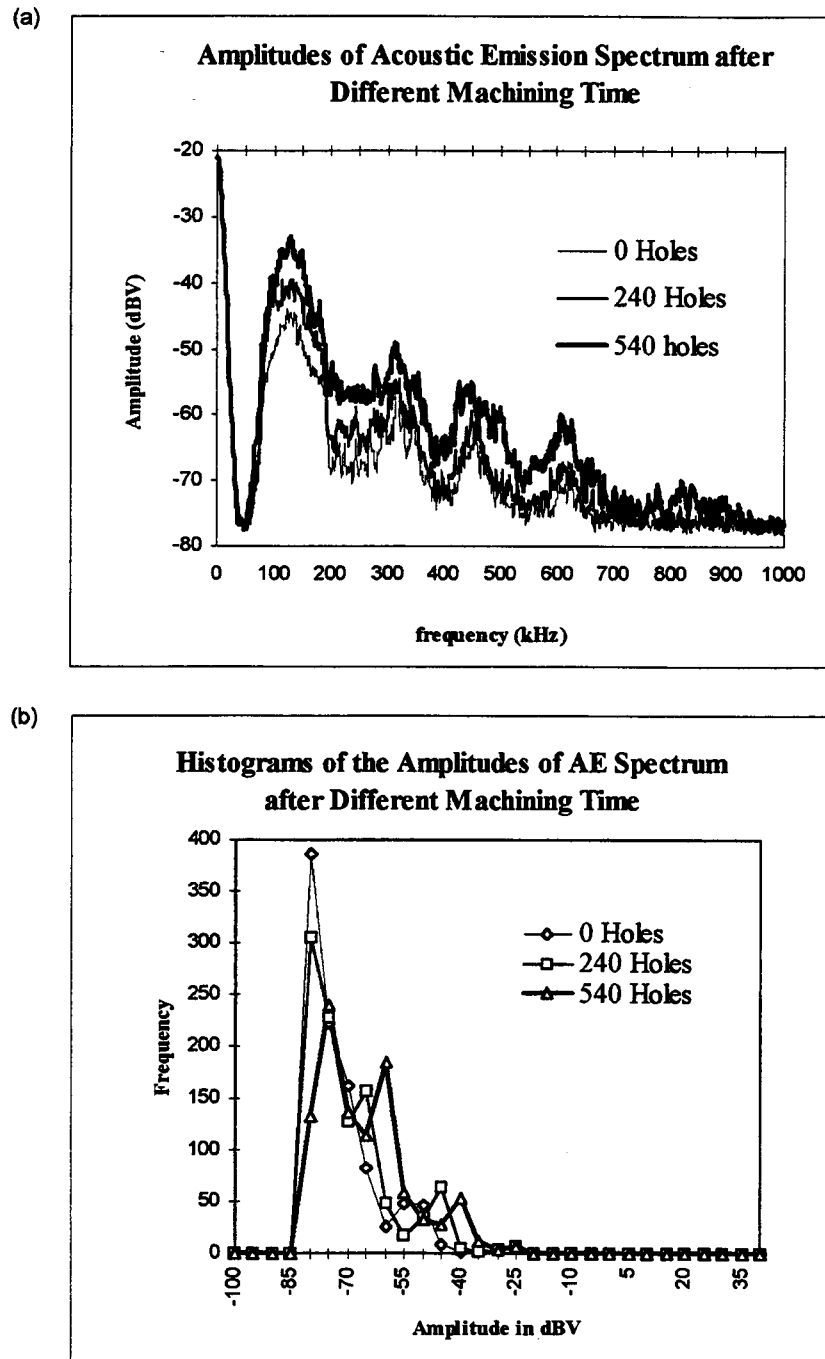 (a)
Amplitudes of Acoustic Emission Spectrum after
Different Machining Time
-20
-30
-40
-50
-60
-70
-80
Amplitude (dBV)
0 Holes
240 Holes
540 holes
0 100 200 300 400 500 600 700 800 900 1000
frequency (kHz)
(b)
Histograms of the Amplitudes of AE Spectrum
after Different Machining Time
400
350
300
250
200
150
100
50
0
Frequency
0 Holes
240 Holes
540 Holes
-100 -85 -70 -55 -40 -25 -10 5 20 35
Amplitude in dBV